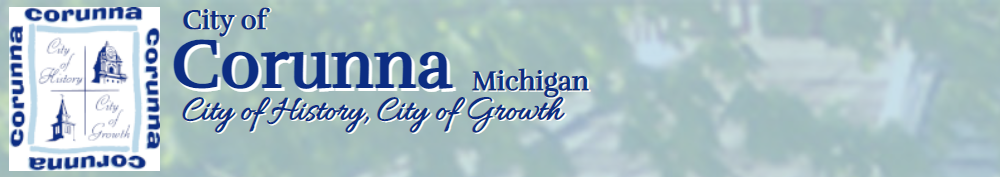 corunna
corunna
City
of
History
City
of
Growth
corunna
corunna
City of
Corunna Michigan
City of History, City of Growth